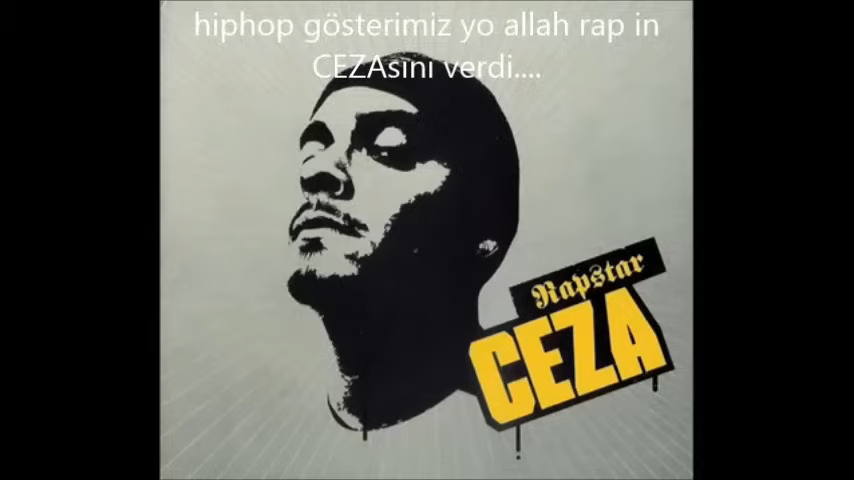 hiphop gösterimiz yo allah rap in
CEZAsını verdi....
Rapstar
CEZA